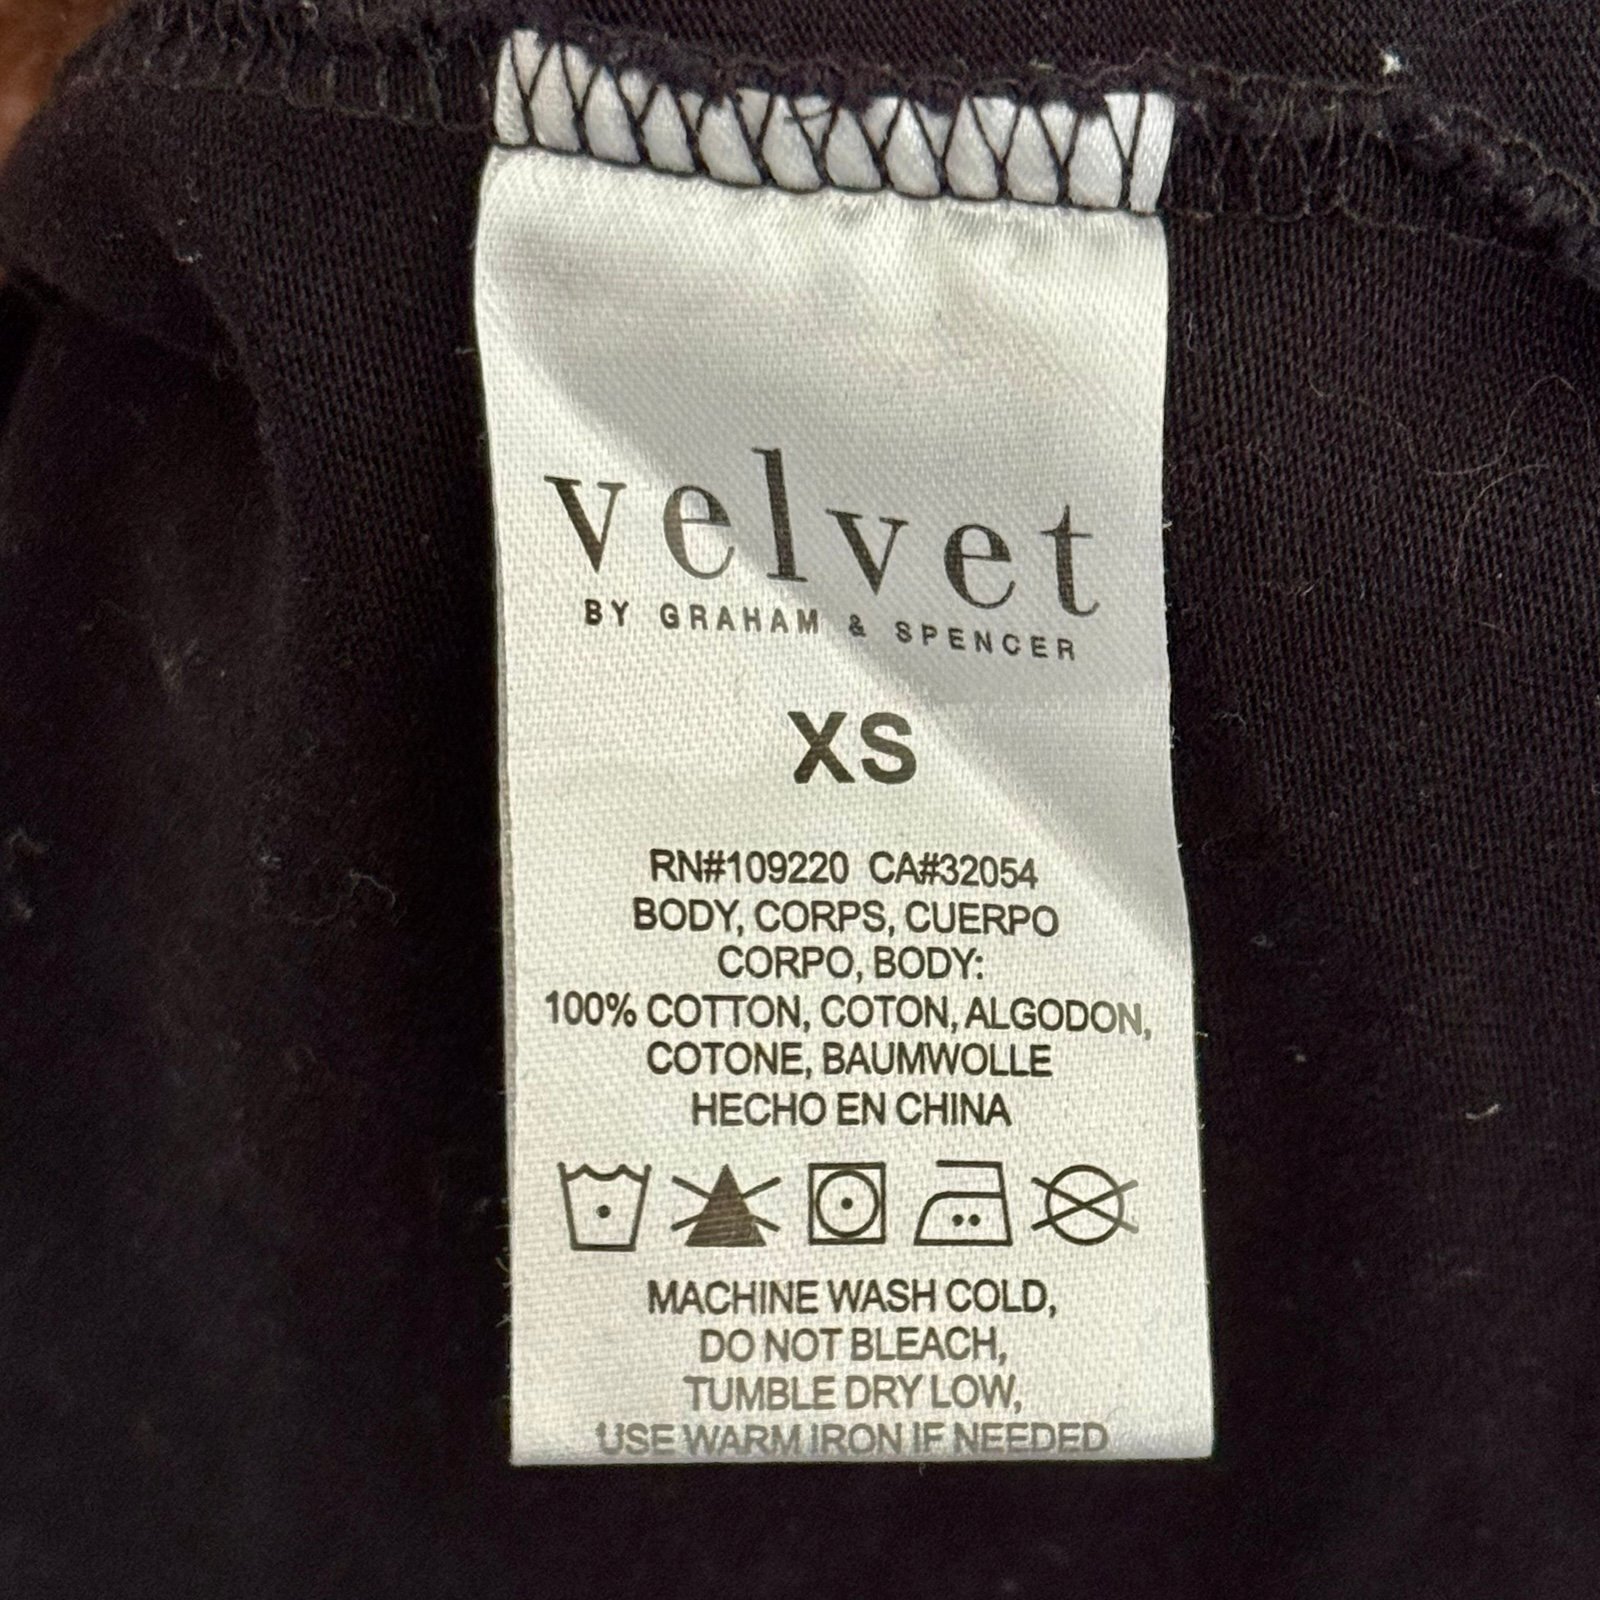 velvet
BY GRAHAM & SPENCER
XS
RN#109220 CA#32054
BODY, CORPS, CUERPO
CORPO, BODY:
100% COTTON, COTON, ALGODON,
COTONE, BAUMWOLLE
HECHO EN CHINA
MACHINE WASH COLD,
DO NOT BLEACH,
TUMBLE DRY LOW,
USE WARM IRON IF NEEDED